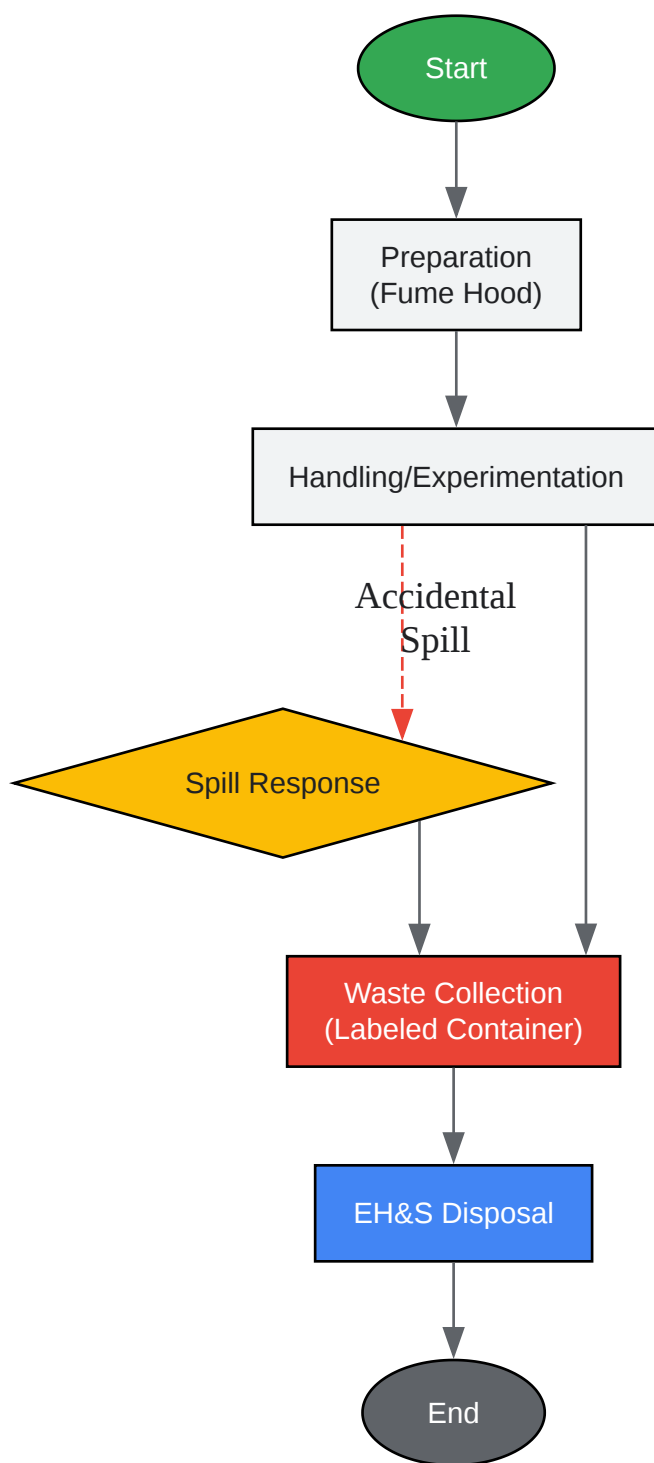 Start
Preparation
(Fume Hood)
Handling/Experimentation
Accidental
Spill
Spill Response
Waste Collection
(Labeled Container)
EH&S Disposal
End